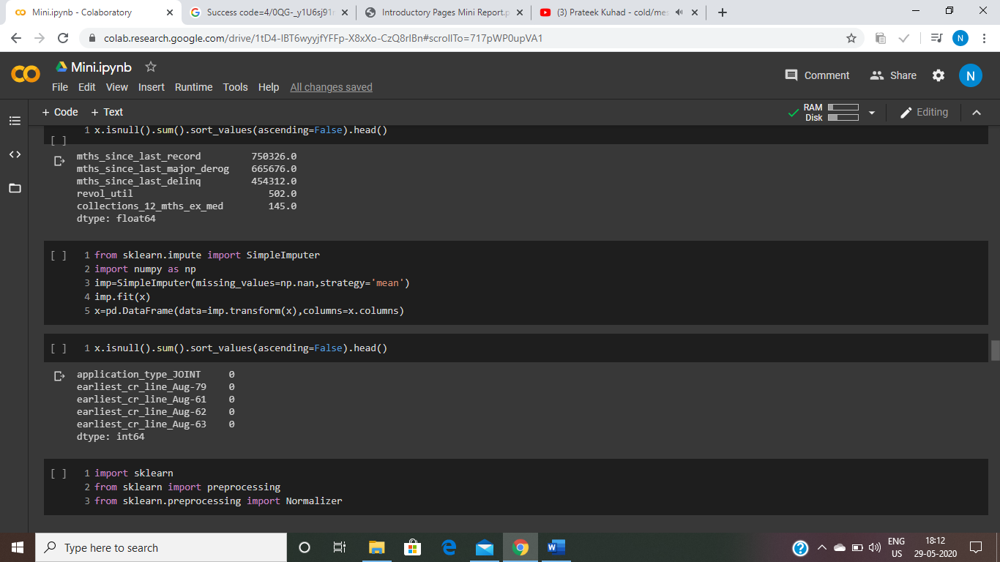 Mini.ipynb - Colaboratory
Success code=4/0QG-_y1U6sj91
Introductory Pages Mini Report.p
(3) Prateek Kuhad - cold/mes
colab.research.google.com/drive/1tD4-IBT6wyyjfYFFp-X8xXo-CzQ8rlBn#scrollTo=717pWP0upVA1
N
Mini.ipynb
File Edit View Insert Runtime Tools Help All changes saved
Comment
Share
N
+ Code + Text
RAM
Disk
Editing
[ ]
1 x.isnull().sum().sort_values(ascending=False).head()
mths_since_last_record 750326.0
mths_since_last_major_derog 665676.0
mths_since_last_delinq 454312.0
revol_util 502.0
collections_12_mths_ex_med 145.0
dtype: float64
[ ] 1 from sklearn.impute import SimpleImputer
2 import numpy as np
3 imp=SimpleImputer(missing_values=np.nan,strategy='mean')
4 imp.fit(x)
5 x=pd.DataFrame(data=imp.transform(x),columns=x.columns)
[ ] 1 x.isnull().sum().sort_values(ascending=False).head()
application_type_JOINT 0
earliest_cr_line_Aug-79 0
earliest_cr_line_Aug-61 0
earliest_cr_line_Aug-62 0
earliest_cr_line_Aug-63 0
dtype: int64
[ ] 1 import sklearn
2 from sklearn import preprocessing
3 from sklearn.preprocessing import Normalizer
Type here to search
ENG
US
18:12
29-05-2020